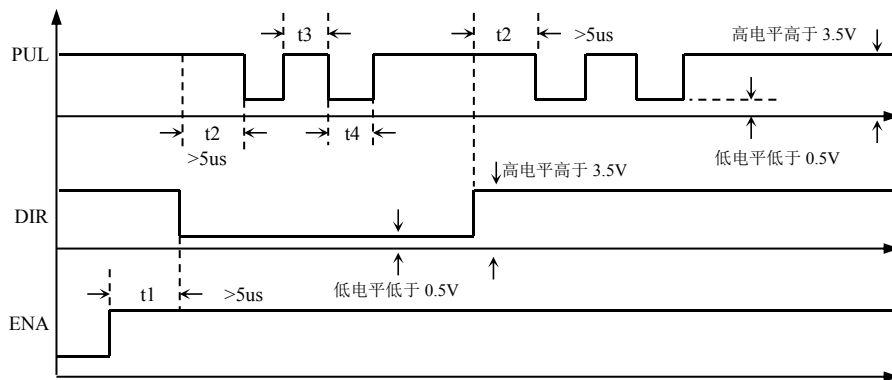 t3
t2
>5us
高电平高于 3.5V
PUL
t2
t4
>5us
低电平低于 0.5V
高电平高于 3.5V
DIR
低电平低于 0.5V
t1
>5us
ENA